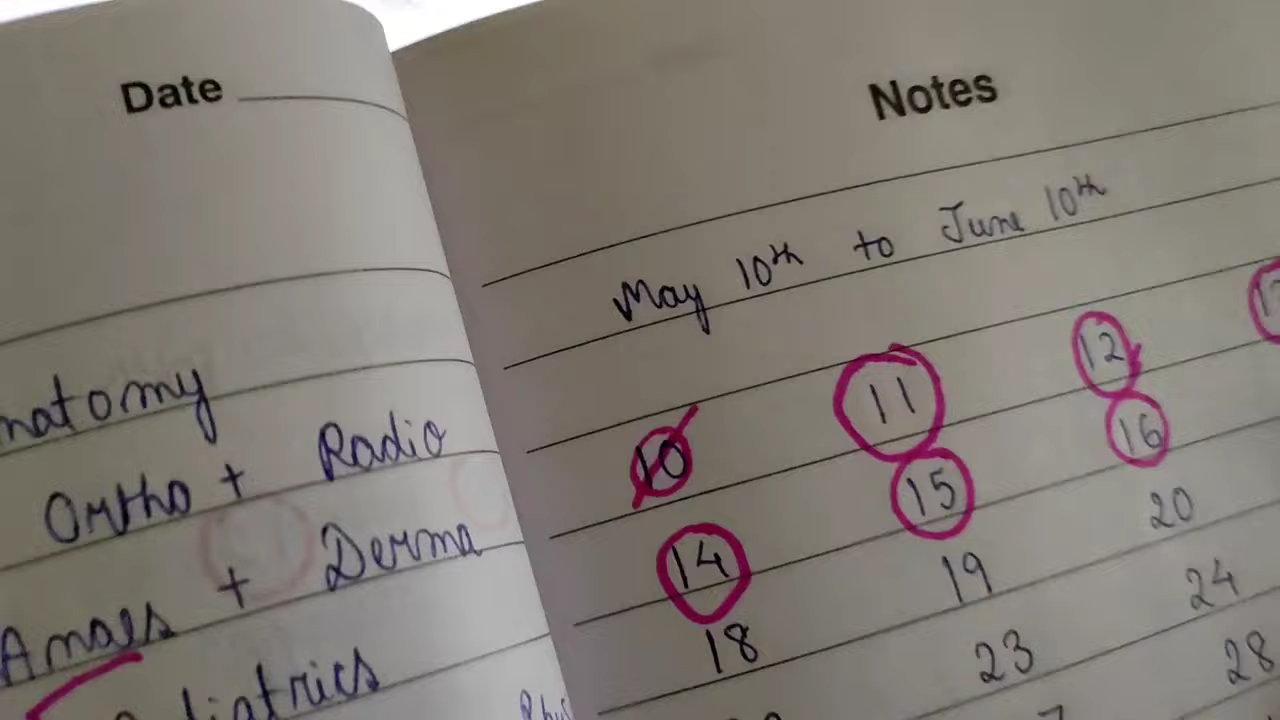 Date
Ortho + Radio
Anaes + Derma
Notes
May 10th to June 10th
10 11 12
14 15 16
18 19 20
23 24
28